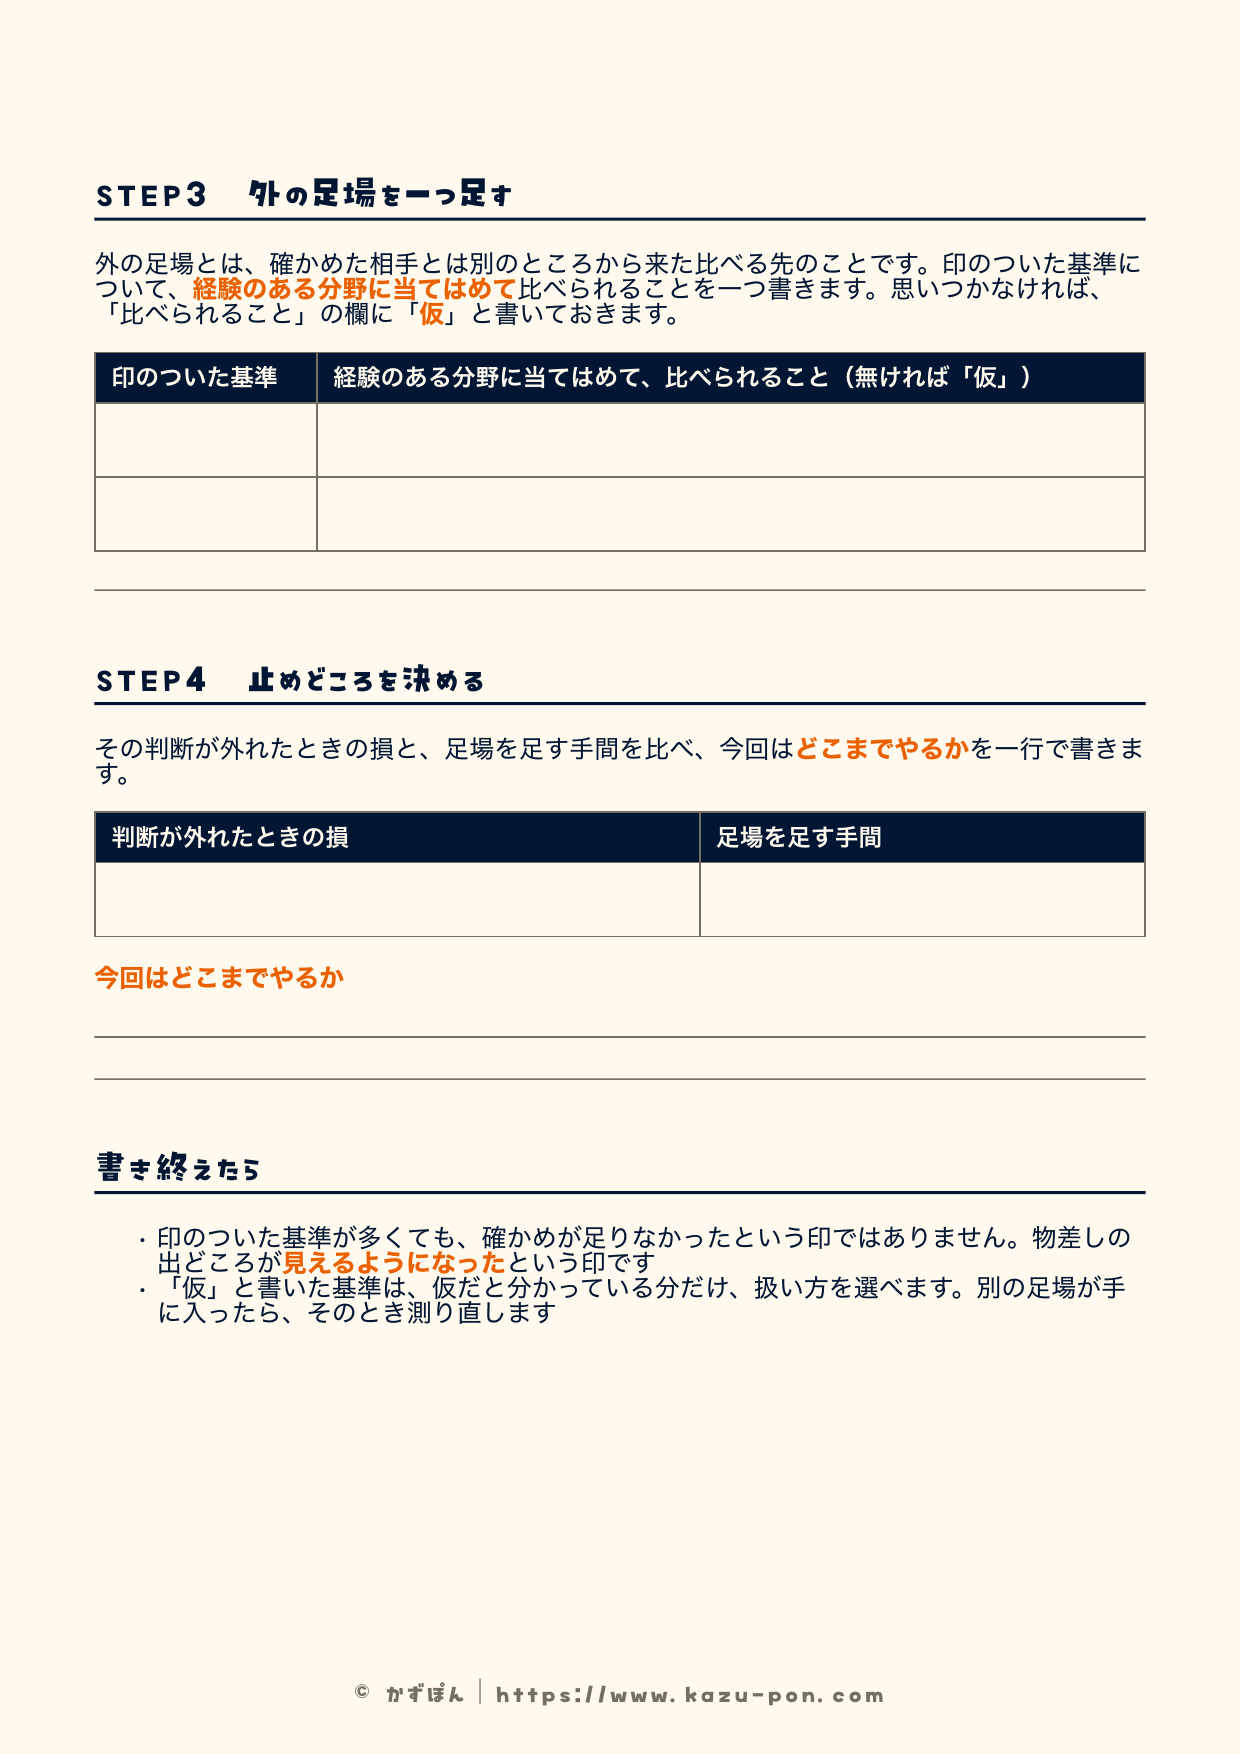 STEP3　外の足場を一つ足す
外の足場とは、確かめた相手とは別のところから来た比べる先のことです。印のついた基準に
ついて、経験のある分野に当てはめて比べられることを一つ書きます。思いつかなければ、
「比べられること」の欄に「仮」と書いておきます。
印のついた基準　経験のある分野に当てはめて、比べられること（無ければ「仮」）
STEP4　止めどころを決める
その判断が外れたときの損と、足場を足す手間を比べ、今回はどこまでやるかを一行で書きま
す。
判断が外れたときの損　足場を足す手間
今回はどこまでやるか
書き終えたら
・印のついた基準が多くても、確かめが足りなかったという印ではありません。物差しの
出どころが見えるようになったという印です
・「仮」と書いた基準は、仮だと分かっている分だけ、扱い方を選べます。別の足場が手
に入ったら、そのとき測り直します
© かずぽん｜https://www.kazu-pon.com